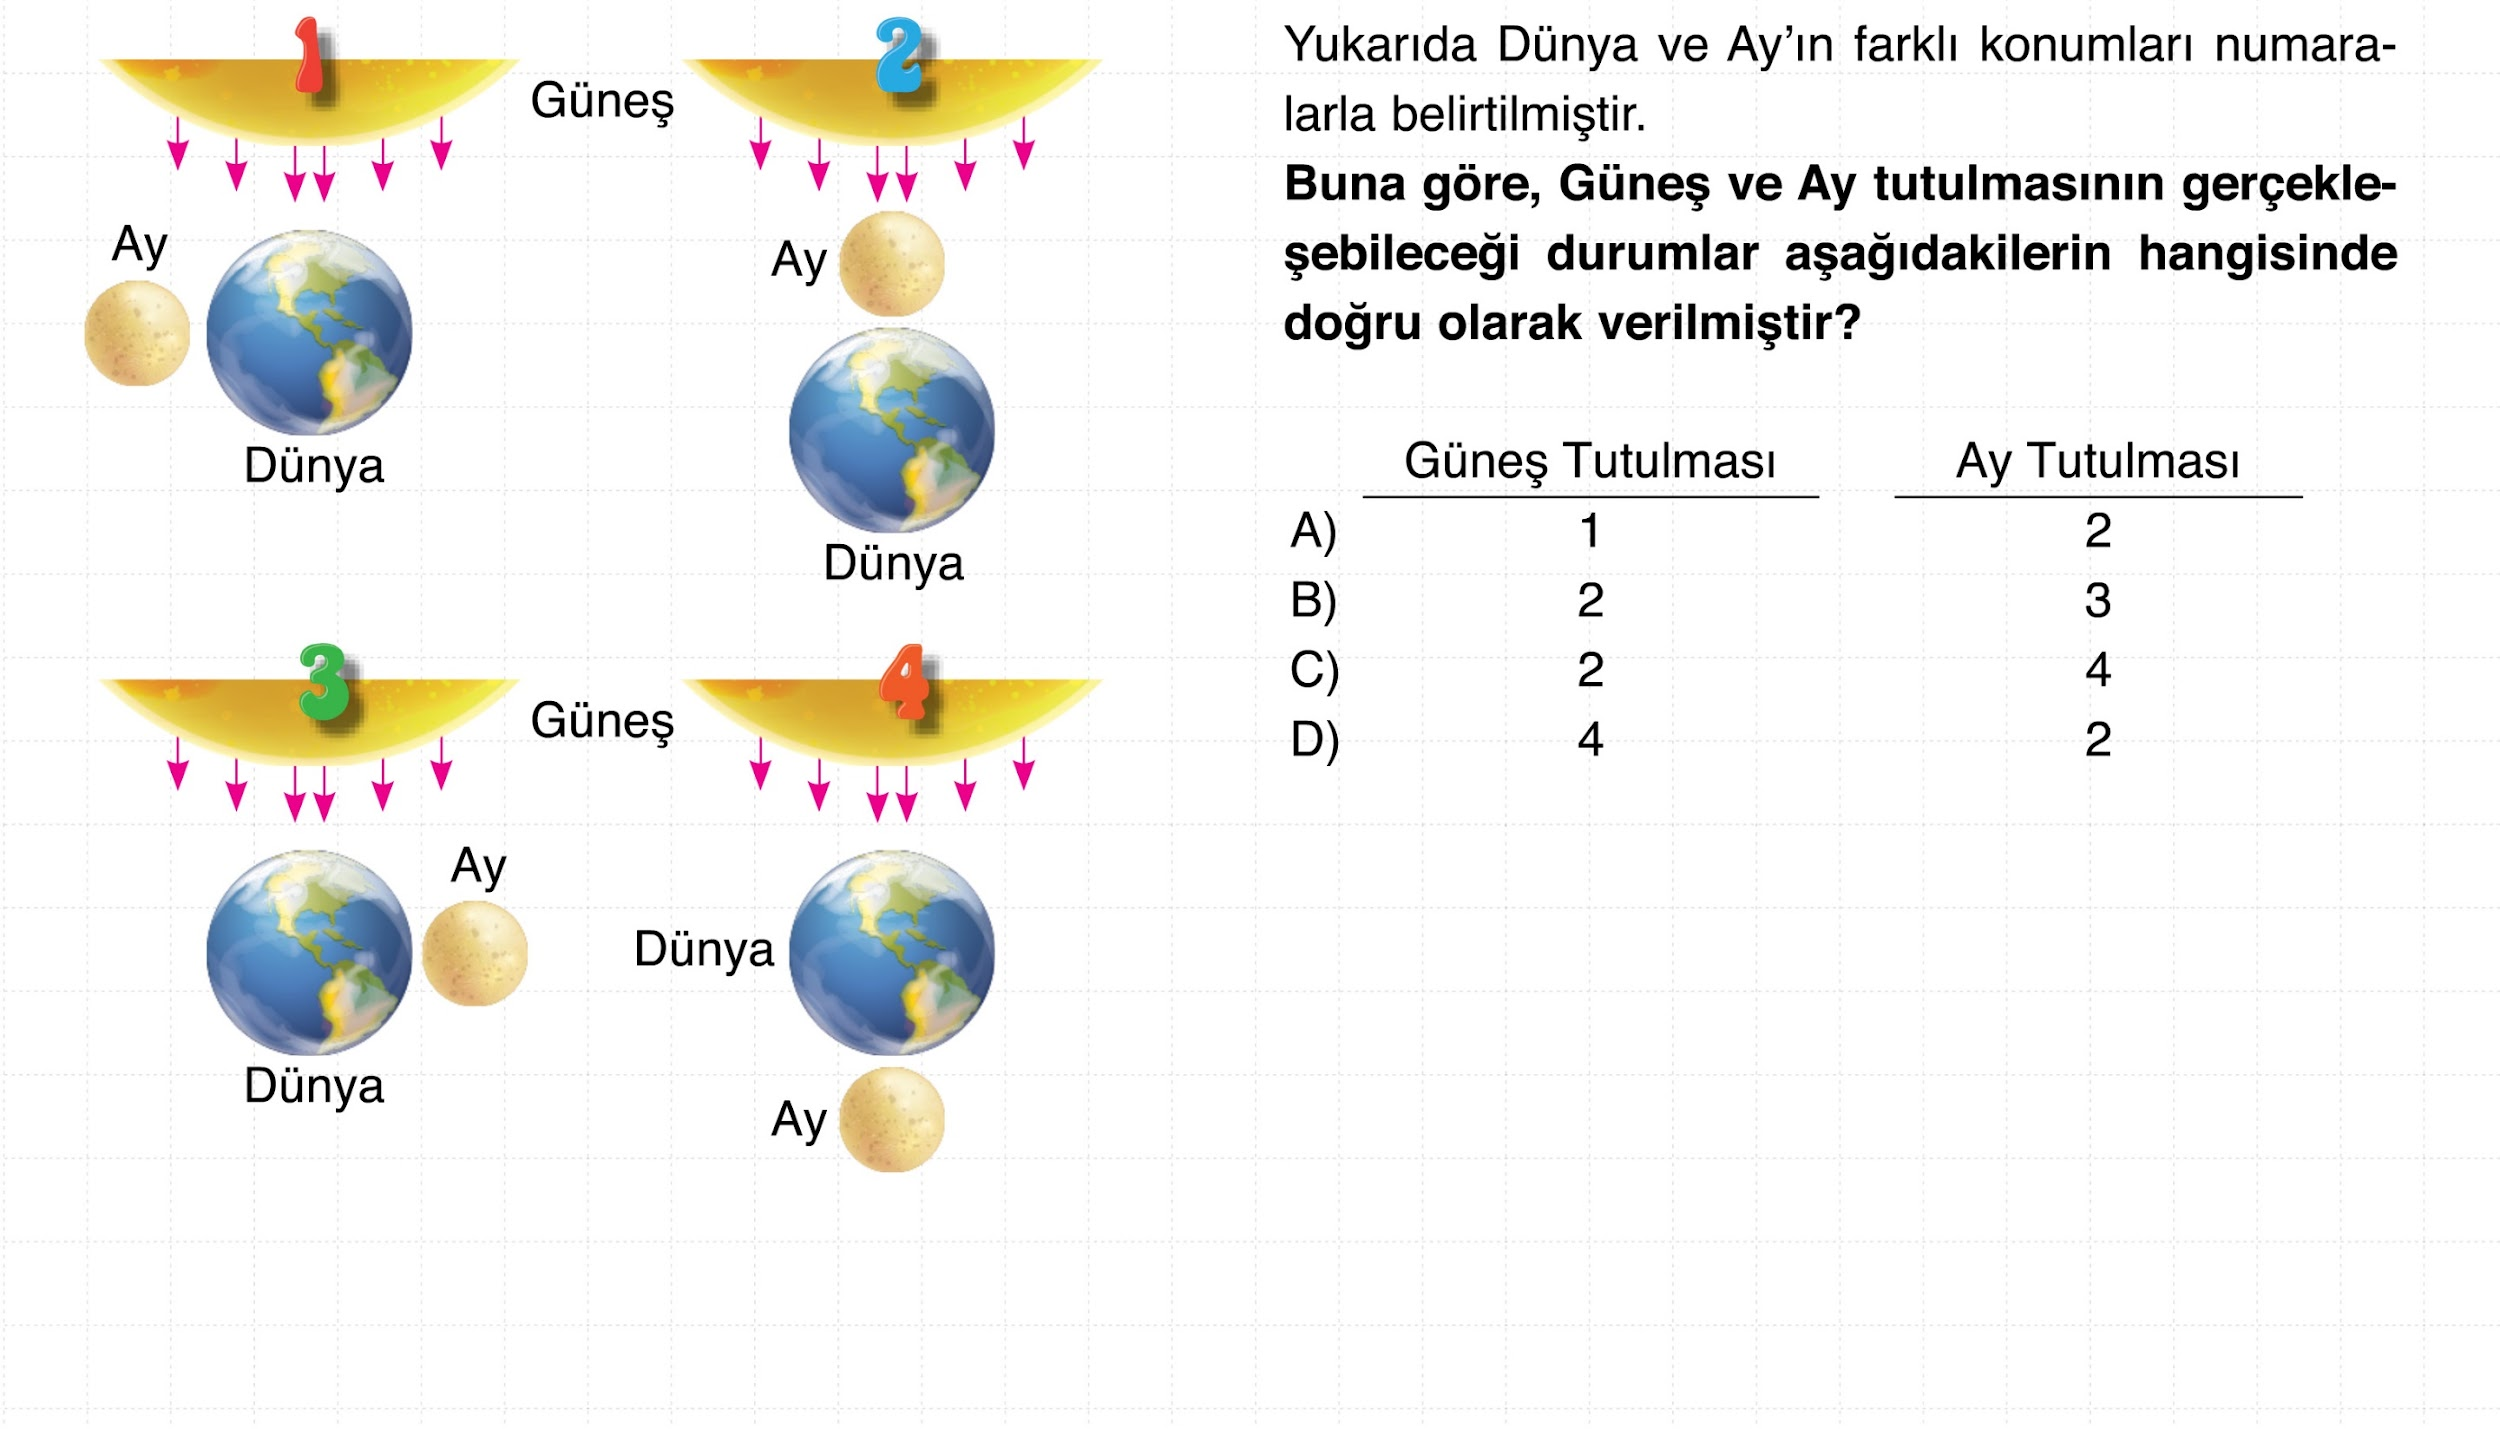 1
Güneş
2
Ay
Dünya
Ay
Dünya
3
Güneş
4
Ay
Dünya
Dünya
Ay
Yukarıda Dünya ve Ay’ın farklı konumları numara-
larla belirtilmiştir.
Buna göre, Güneş ve Ay tutulmasının gerçekle-
şebileceği durumlar aşağıdakilerin hangisinde
doğru olarak verilmiştir?
Güneş Tutulması Ay Tutulması
A) 1 2
B) 2 3
C) 2 4
D) 4 2